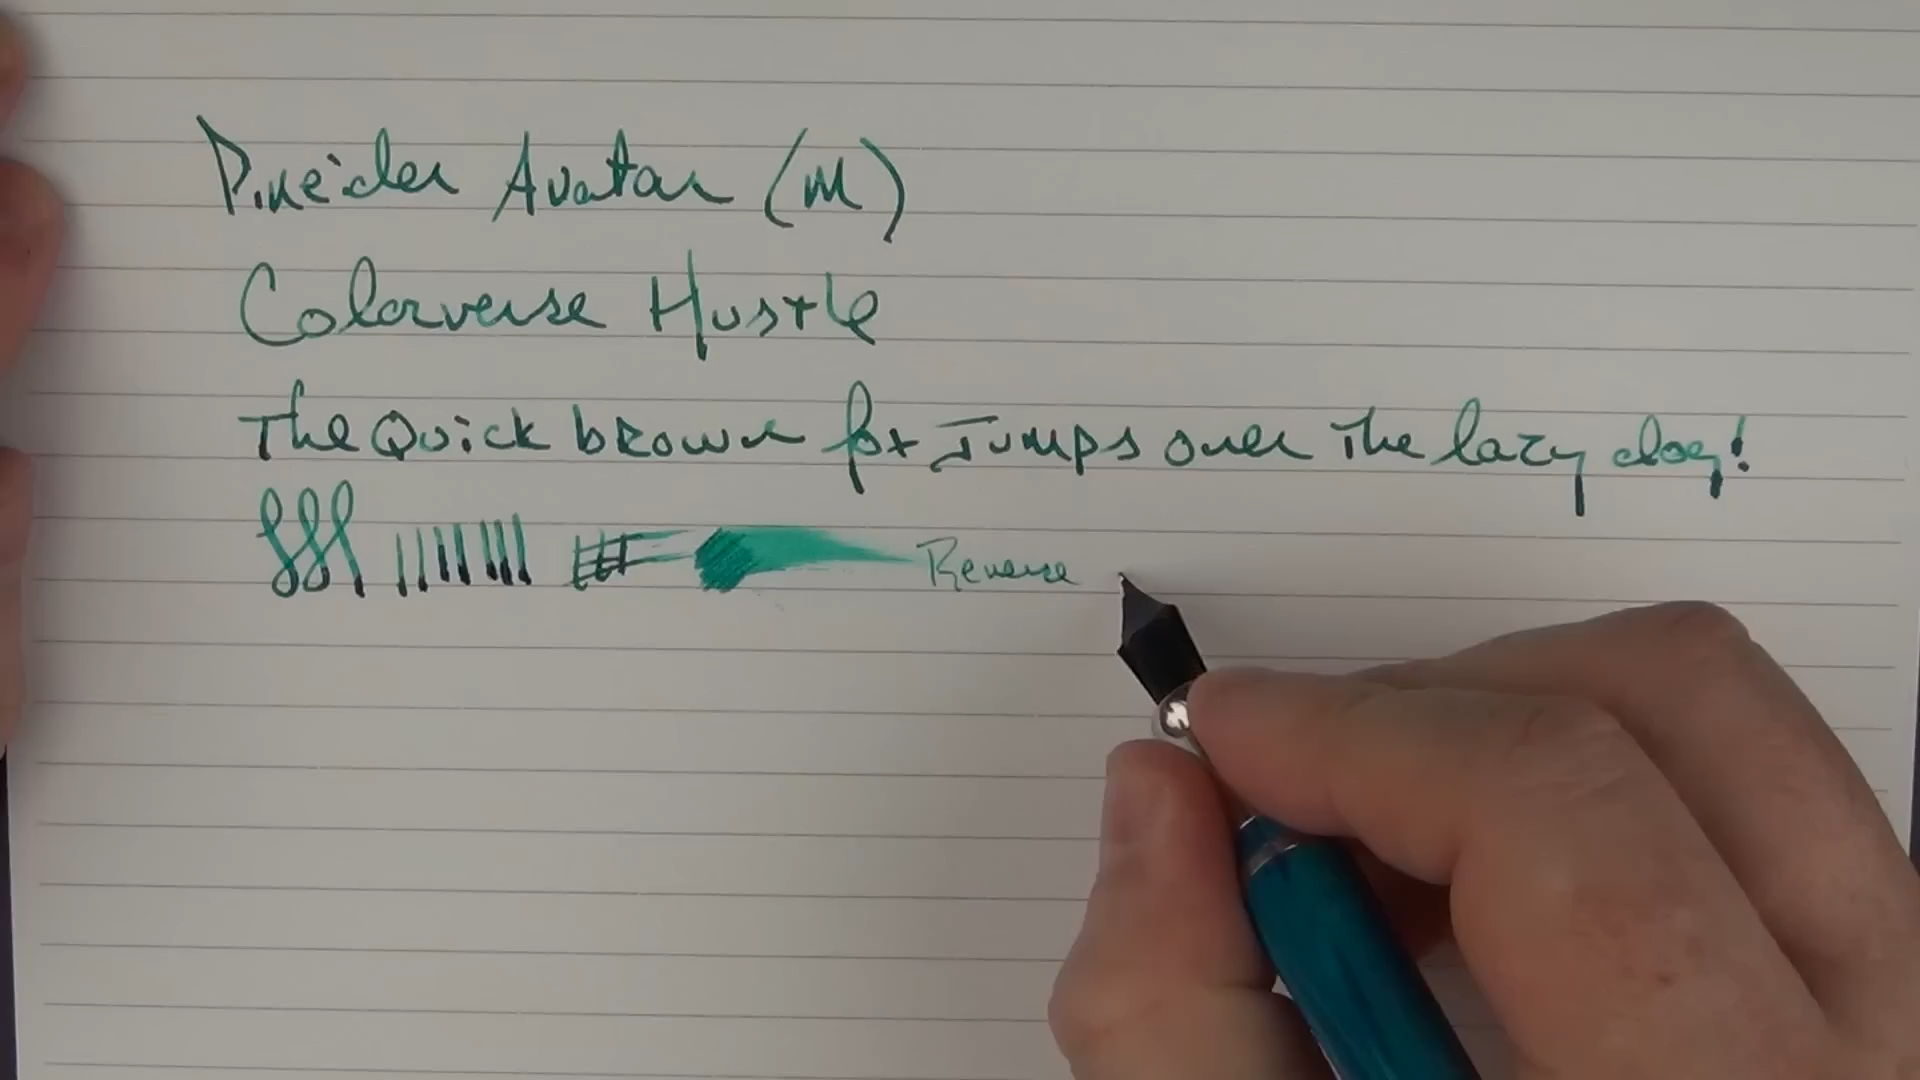 Pineider Avatar (M)
Colorverse Hustle
The Quick brown fox Jumps over The lazy dog!
Reverse